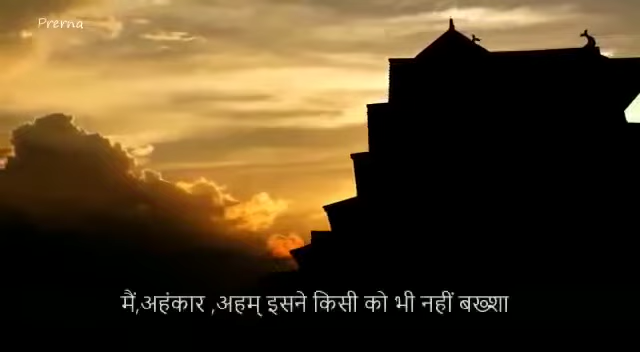 Prerna
मैं,अहंकार ,अहम् इसने किसी को भी नहीं बख्शा